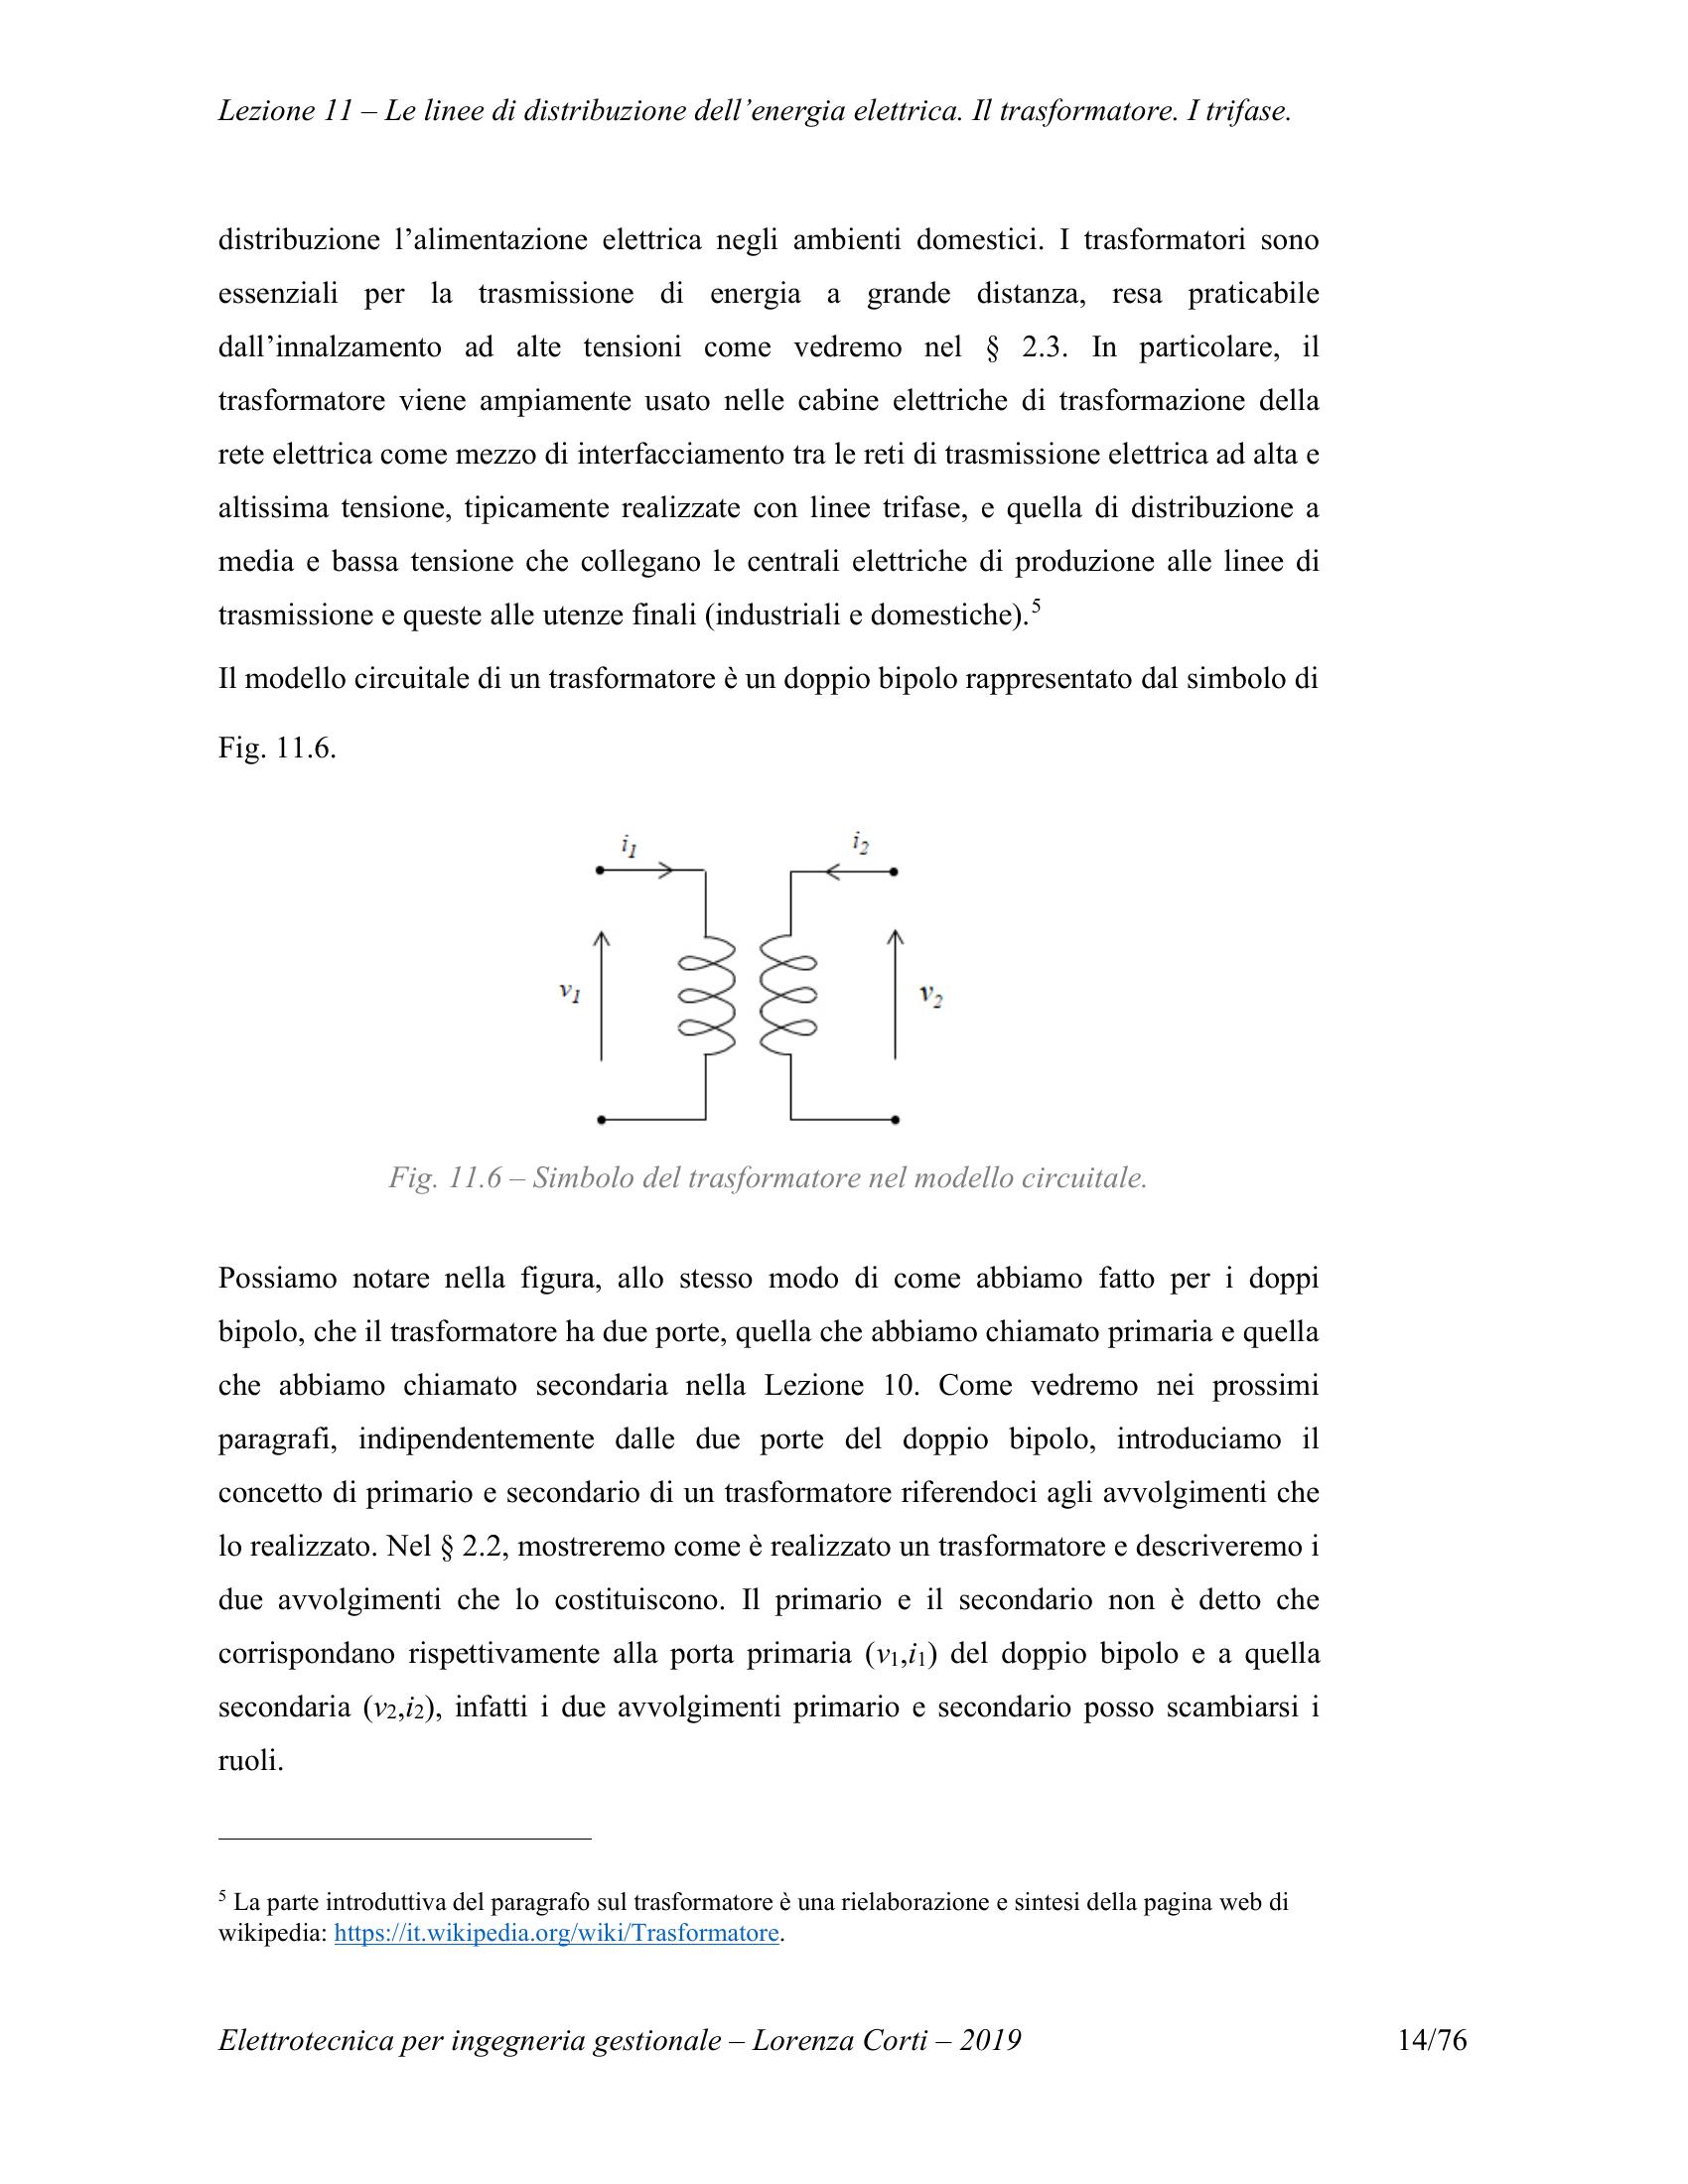 Lezione 11 – Le linee di distribuzione dell’energia elettrica. Il trasformatore. I trifase.
distribuzione l’alimentazione elettrica negli ambienti domestici. I trasformatori sono
essenziali per la trasmissione di energia a grande distanza, resa praticabile
dall’innalzamento ad alte tensioni come vedremo nel § 2.3. In particolare, il
trasformatore viene ampiamente usato nelle cabine elettriche di trasformazione della
rete elettrica come mezzo di interfacciamento tra le reti di trasmissione elettrica ad alta e
altissima tensione, tipicamente realizzate con linee trifase, e quella di distribuzione a
media e bassa tensione che collegano le centrali elettriche di produzione alle linee di
trasmissione e queste alle utenze finali (industriali e domestiche).5
Il modello circuitale di un trasformatore è un doppio bipolo rappresentato dal simbolo di
Fig. 11.6.
i1 i2
v1 v2
Fig. 11.6 – Simbolo del trasformatore nel modello circuitale.
Possiamo notare nella figura, allo stesso modo di come abbiamo fatto per i doppi
bipolo, che il trasformatore ha due porte, quella che abbiamo chiamato primaria e quella
che abbiamo chiamato secondaria nella Lezione 10. Come vedremo nei prossimi
paragrafi, indipendentemente dalle due porte del doppio bipolo, introduciamo il
concetto di primario e secondario di un trasformatore riferendoci agli avvolgimenti che
lo realizzato. Nel § 2.2, mostreremo come è realizzato un trasformatore e descriveremo i
due avvolgimenti che lo costituiscono. Il primario e il secondario non è detto che
corrispondano rispettivamente alla porta primaria (v1,i1) del doppio bipolo e a quella
secondaria (v2,i2), infatti i due avvolgimenti primario e secondario posso scambiarsi i
ruoli.
5 La parte introduttiva del paragrafo sul trasformatore è una rielaborazione e sintesi della pagina web di
wikipedia: https://it.wikipedia.org/wiki/Trasformatore.
Elettrotecnica per ingegneria gestionale – Lorenza Corti – 2019 14/76